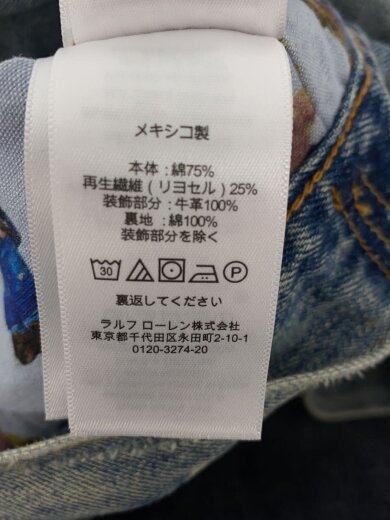 メキシコ製
本体 : 綿75%
再生繊維 ( リヨセル ) 25%
装飾部分 : 牛革100%
裏地 : 綿100%
装飾部分を除く
30 P
裏返してください
ラルフ ローレン株式会社
東京都千代田区永田町2-10-1
0120-3274-20